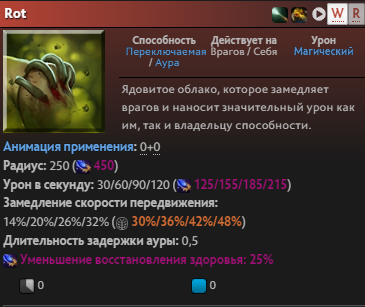 Rot
W R
Способность Действует на Урон
Переключаемая Врагов / Себя Магический
/ Аура
Ядовитое облако, которое замедляет
врагов и наносит значительный урон как
им, так и владельцу способности.
Анимация применения: 0+0
Радиус: 250 (450)
Урон в секунду: 30/60/90/120 (125/155/185/215)
Замедление скорости передвижения:
14%/20%/26%/32% (30%/36%/42%/48%)
Длительность задержки ауры: 0,5
Уменьшение восстановления здоровья: 25%
0 0